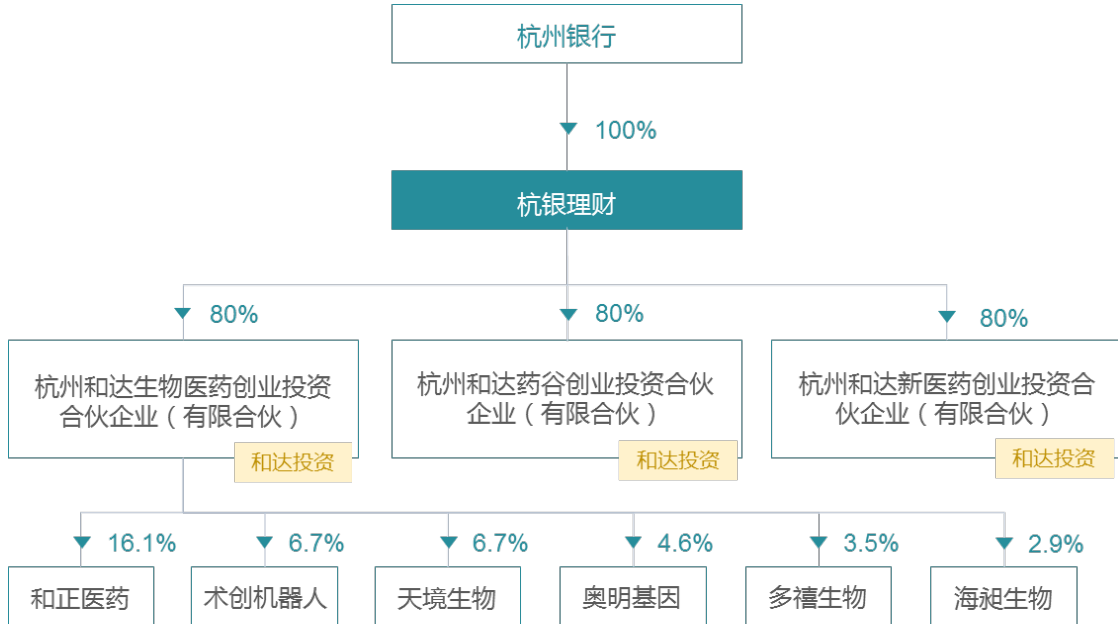 杭州银行
100%
杭银理财
80%
80%
80%
杭州和达生物医药创业投资
合伙企业（有限合伙）
和达投资
杭州和达药谷创业投资合伙
企业（有限合伙）
和达投资
杭州和达新医药创业投资合
伙企业（有限合伙）
和达投资
16.1%
6.7%
6.7%
4.6%
3.5%
2.9%
和正医药
术创机器人
天境生物
奥明基因
多禧生物
海昶生物